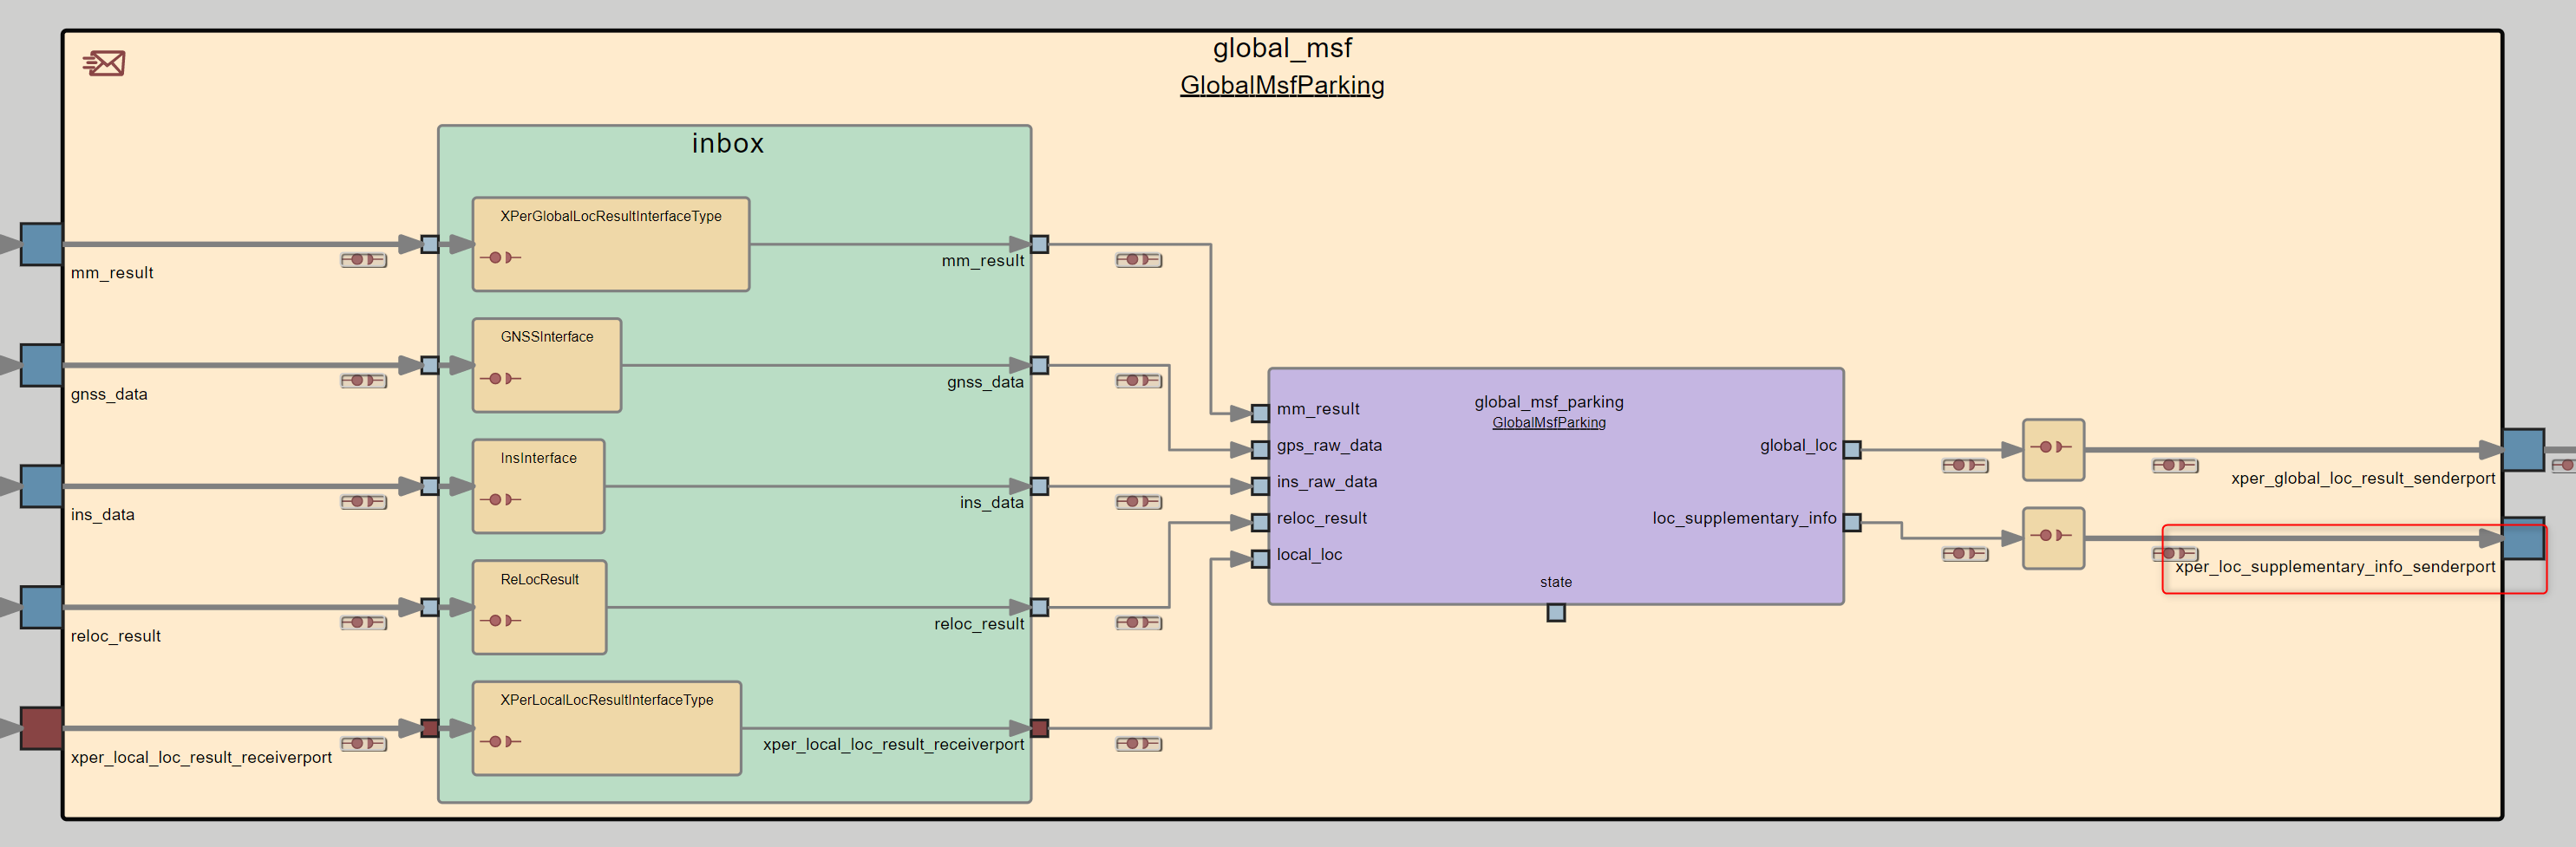 global_msf
GlobalMsfParking
inbox
XPerGlobalLocResultInterfaceType
mm_result
mm_result
GNSSInterface
gnss_data
gnss_data
InsInterface
ins_data
ins_data
ReLocResult
reloc_result
reloc_result
XPerLocalLocResultInterfaceType
xper_local_loc_result_receiverport
xper_local_loc_result_receiverport
global_msf_parking
GlobalMsfParking
mm_result
gps_raw_data
ins_raw_data
reloc_result
local_loc
global_loc
loc_supplementary_info
state
xper_global_loc_result_senderport
xper_loc_supplementary_info_senderport